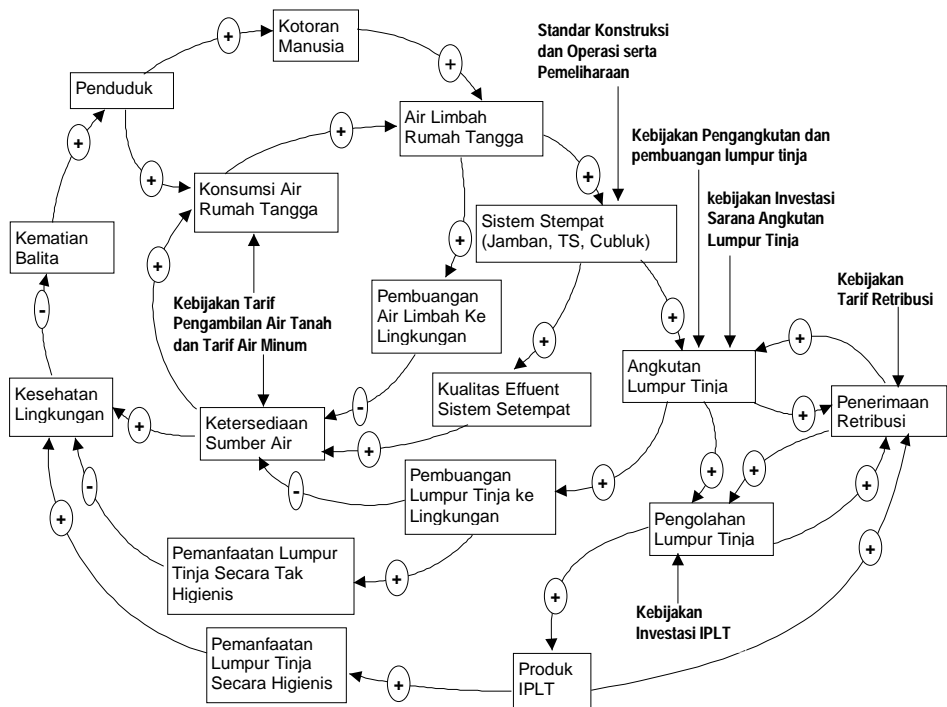 Kotoran
Manusia
+
+
Standar Konstruksi
dan Operasi serta
Pemeliharaan
Penduduk
Air Limbah
Rumah Tangga
+
+
+
Kebijakan Pengangkutan dan
pembuangan lumpur tinja
Konsumsi Air
Rumah Tangga
+
kebijakan Investasi
Sarana Angkutan
Lumpur Tinja
Sistem Stempat
(Jamban, TS, Cubluk)
Kematian
Balita
+
+
Kebijakan
Tarif Retribusi
Kebijakan Tarif
Pengambilan Air Tanah
dan Tarif Air Minum
Pembuangan
Air Limbah Ke
Lingkungan
-
+
+
+
Angkutan
Lumpur Tinja
Kesehatan
Lingkungan
Kualitas Effuent
Sistem Setempat
Penerimaan
Retribusi
-
+
+
Ketersediaan
Sumber Air
+
Pembuangan
Lumpur Tinja ke
Lingkungan
-
-
+
+
+
Pengolahan
Lumpur Tinja
+
+
Pemanfaatan Lumpur
Tinja Secara Tak
Higienis
+
+
+
Kebijakan
Investasi IPLT
Pemanfaatan
Lumpur Tinja
Secara Higienis
+
Produk
IPLT